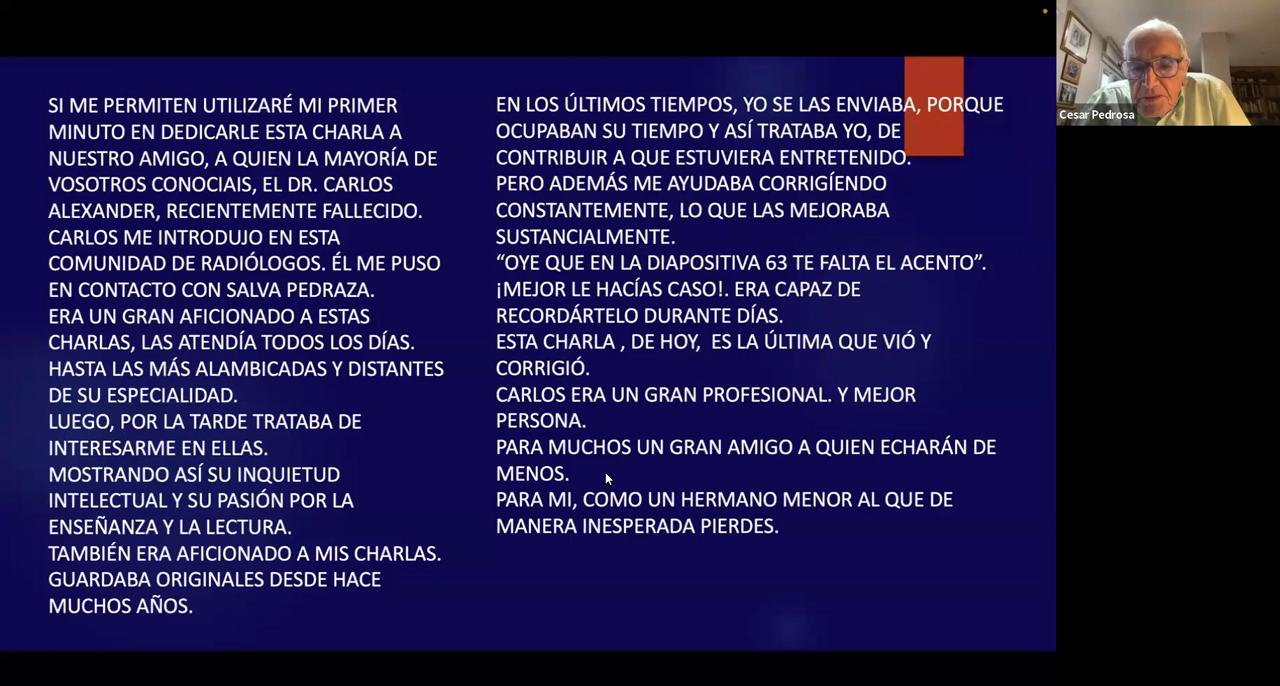 SI ME PERMITEN UTILIZARÉ MI PRIMER
MINUTO EN DEDICARLE ESTA CHARLA A
NUESTRO AMIGO, A QUIEN LA MAYORÍA DE
VOSOTROS CONOCIAIS, EL DR. CARLOS
ALEXANDER, RECIENTEMENTE FALLECIDO.
CARLOS ME INTRODUJO EN ESTA
COMUNIDAD DE RADIÓLOGOS. ÉL ME PUSO
EN CONTACTO CON SALVA PEDRAZA.
ERA UN GRAN AFICIONADO A ESTAS
CHARLAS, LAS ATENDÍA TODOS LOS DÍAS.
HASTA LAS MÁS ALAMBICADAS Y DISTANTES
DE SU ESPECIALIDAD.
LUEGO, POR LA TARDE TRATABA DE
INTERESARME EN ELLAS.
MOSTRANDO ASÍ SU INQUIETUD
INTELECTUAL Y SU PASIÓN POR LA
ENSEÑANZA Y LA LECTURA.
TAMBIÉN ERA AFICIONADO A MIS CHARLAS.
GUARDABA ORIGINALES DESDE HACE
MUCHOS AÑOS.
EN LOS ÚLTIMOS TIEMPOS, YO SE LAS ENVIABA, PORQUE
OCUPABAN SU TIEMPO Y ASÍ TRATABA YO, DE
CONTRIBUIR A QUE ESTUVIERA ENTRETENIDO.
PERO ADEMÁS ME AYUDABA CORRIGÍENDO
CONSTANTEMENTE, LO QUE LAS MEJORABA
SUSTANCIALMENTE.
“OYE QUE EN LA DIAPOSITIVA 63 TE FALTA EL ACENTO”.
¡MEJOR LE HACÍAS CASO!. ERA CAPAZ DE
RECORDÁRTELO DURANTE DÍAS.
ESTA CHARLA , DE HOY, ES LA ÚLTIMA QUE VIÓ Y
CORRIGIÓ.
CARLOS ERA UN GRAN PROFESIONAL. Y MEJOR
PERSONA.
PARA MUCHOS UN GRAN AMIGO A QUIEN ECHARÁN DE
MENOS.
PARA MI, COMO UN HERMANO MENOR AL QUE DE
MANERA INESPERADA PIERDES.
Cesar Pedrosa